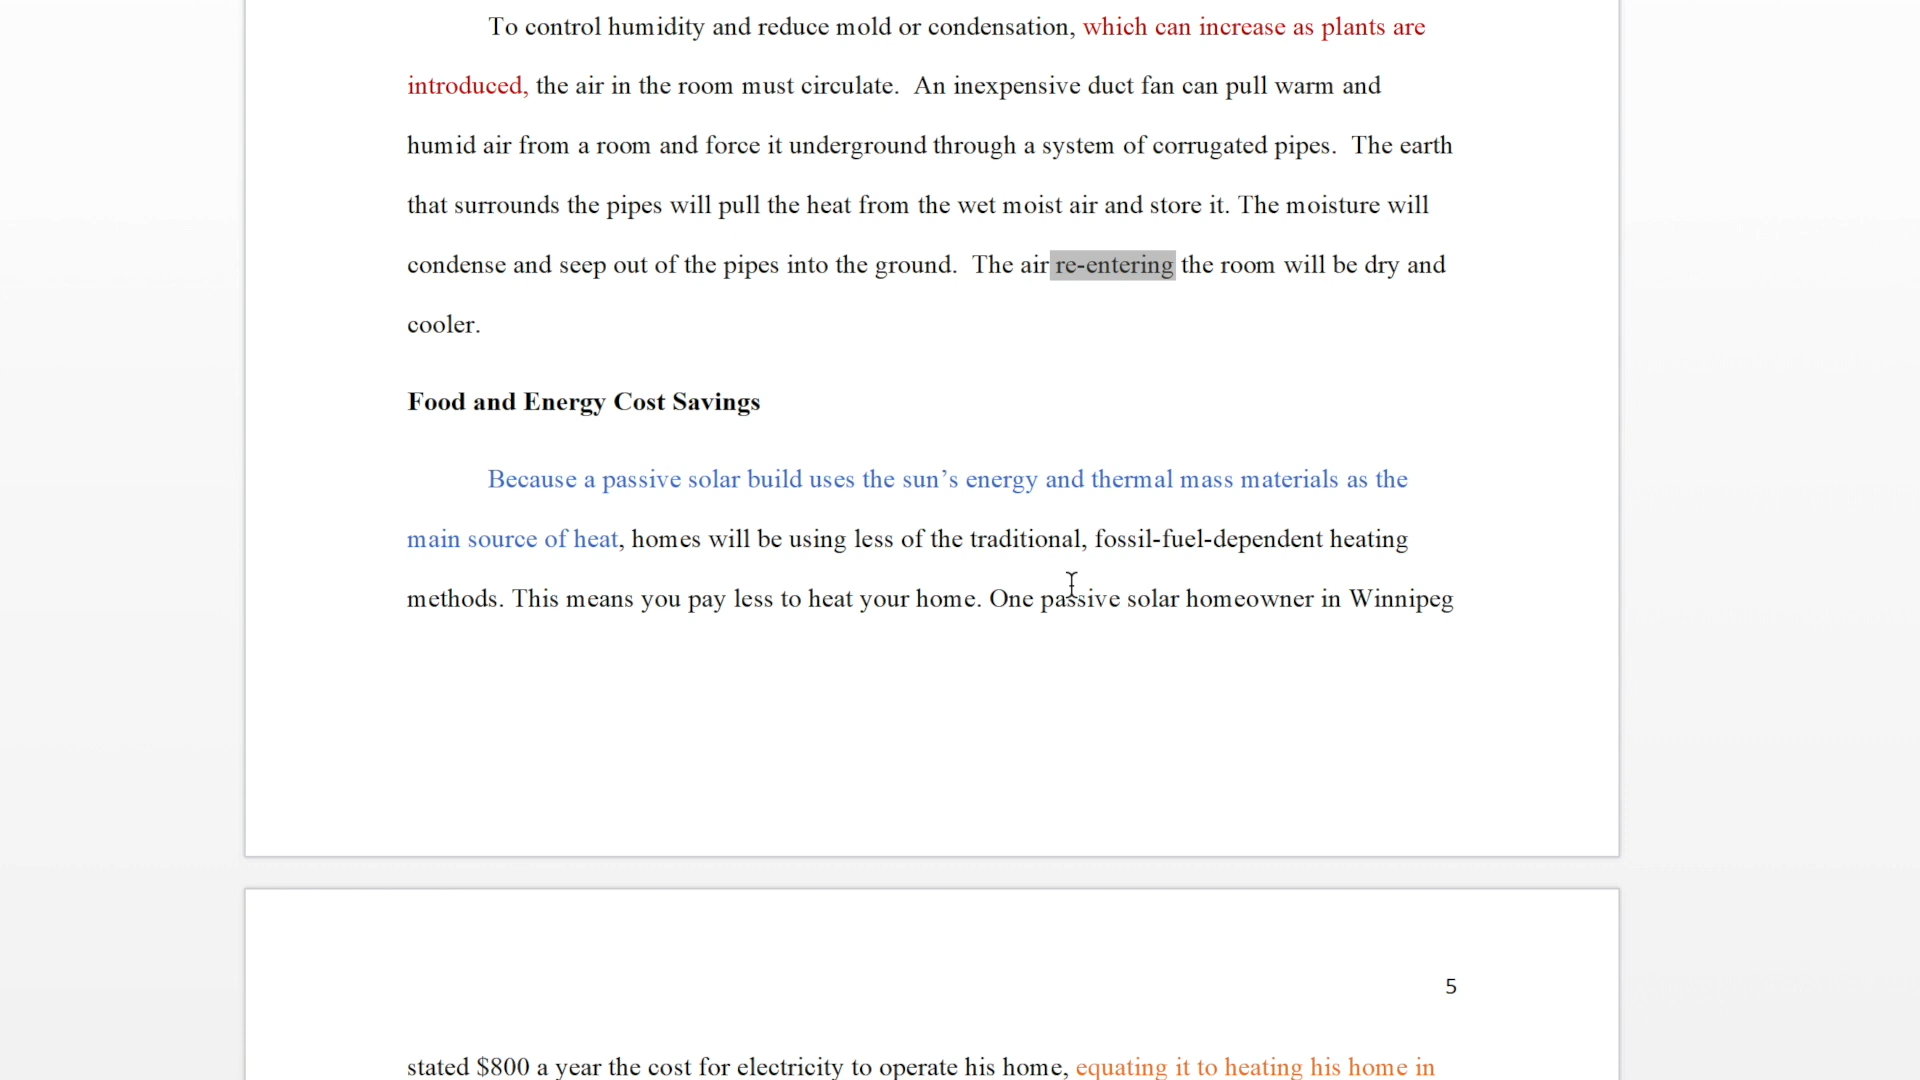 To control humidity and reduce mold or condensation, which can increase as plants are
introduced, the air in the room must circulate.  An inexpensive duct fan can pull warm and
humid air from a room and force it underground through a system of corrugated pipes.  The earth
that surrounds the pipes will pull the heat from the wet moist air and store it. The moisture will
condense and seep out of the pipes into the ground.  The air re-entering the room will be dry and
cooler.
Food and Energy Cost Savings
Because a passive solar build uses the sun’s energy and thermal mass materials as the
main source of heat, homes will be using less of the traditional, fossil-fuel-dependent heating
methods. This means you pay less to heat your home. One passive solar homeowner in Winnipeg
5
stated $800 a year the cost for electricity to operate his home, equating it to heating his home in